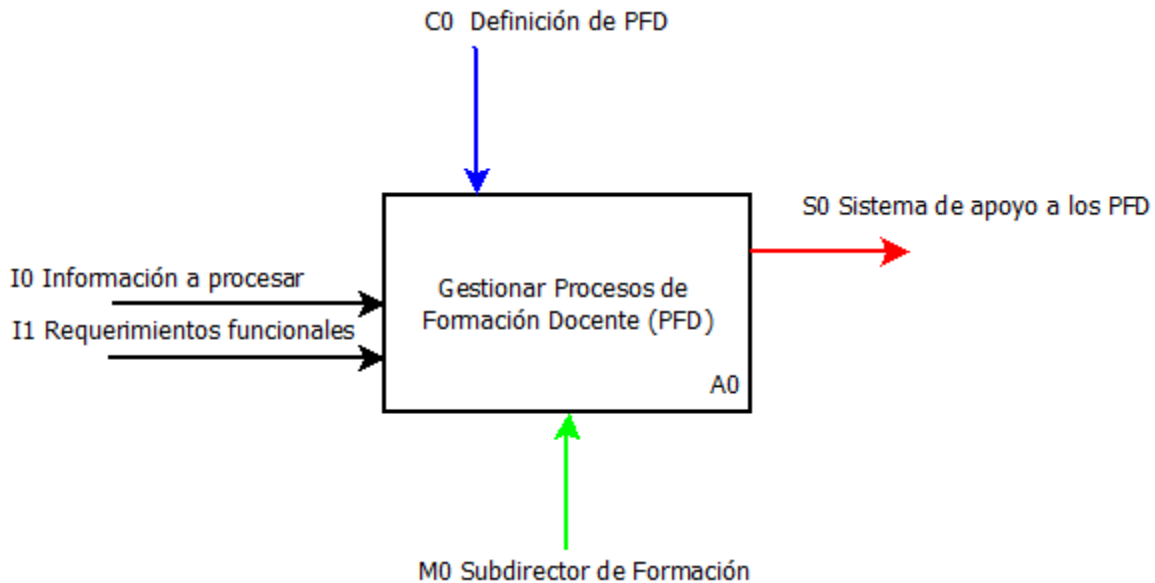 C0 Definición de PFD
S0 Sistema de apoyo a los PFD
I0 Información a procesar
I1 Requerimientos funcionales
Gestionar Procesos de
Formación Docente (PFD)
A0
M0 Subdirector de Formación